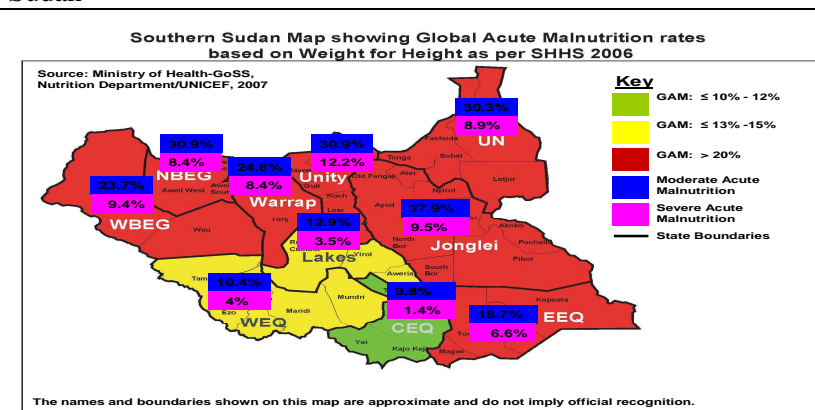 Southern Sudan Map showing Global Acute Malnutrition rates
based on Weight for Height as per SHHS 2006
Source: Ministry of Health-GoSS,
Nutrition Department/UNICEF, 2007
Key
GAM: ≤ 10% - 12%
GAM: ≤ 13% -15%
GAM: > 20%
Moderate Acute
Malnutrition
Severe Acute
Malnutrition
State Boundaries
30.3%
8.9%
UN
Fashoda
Sobat
Tonga
Atar
Latjor
Nyirol
Old Fangak
30.9%
8.4%
NBEG
Aweil West
24.6%
8.4%
Warrap
30.9%
12.2%
Unity
Koch
Leer
23.7%
9.4%
WBEG
Wau
Ayod
27.9%
9.5%
Jonglei
Akobo
Pochalla
Pibor
North
Bor
South
Bor
12.9%
3.5%
Lakes
Yirol
Awerial
10.4%
4%
WEQ
Ezo
Maridi
Mundri
9.8%
1.4%
CEQ
Yei
Kajo Keji
16.7%
6.6%
EEQ
Kapoeta
Magwi
The names and boundaries shown on this map are approximate and do not imply official recognition.